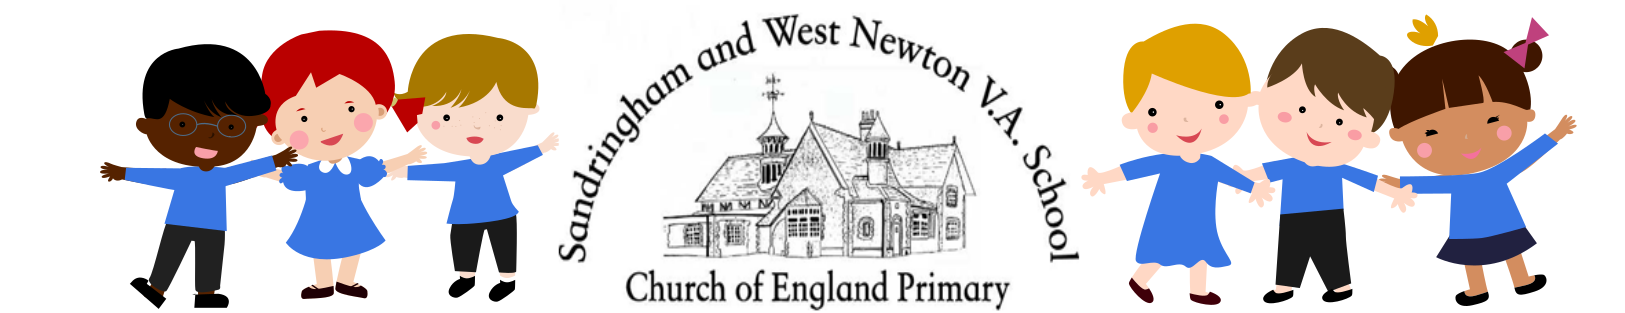 Sandringham and West Newton V.A. School
Church of England Primary